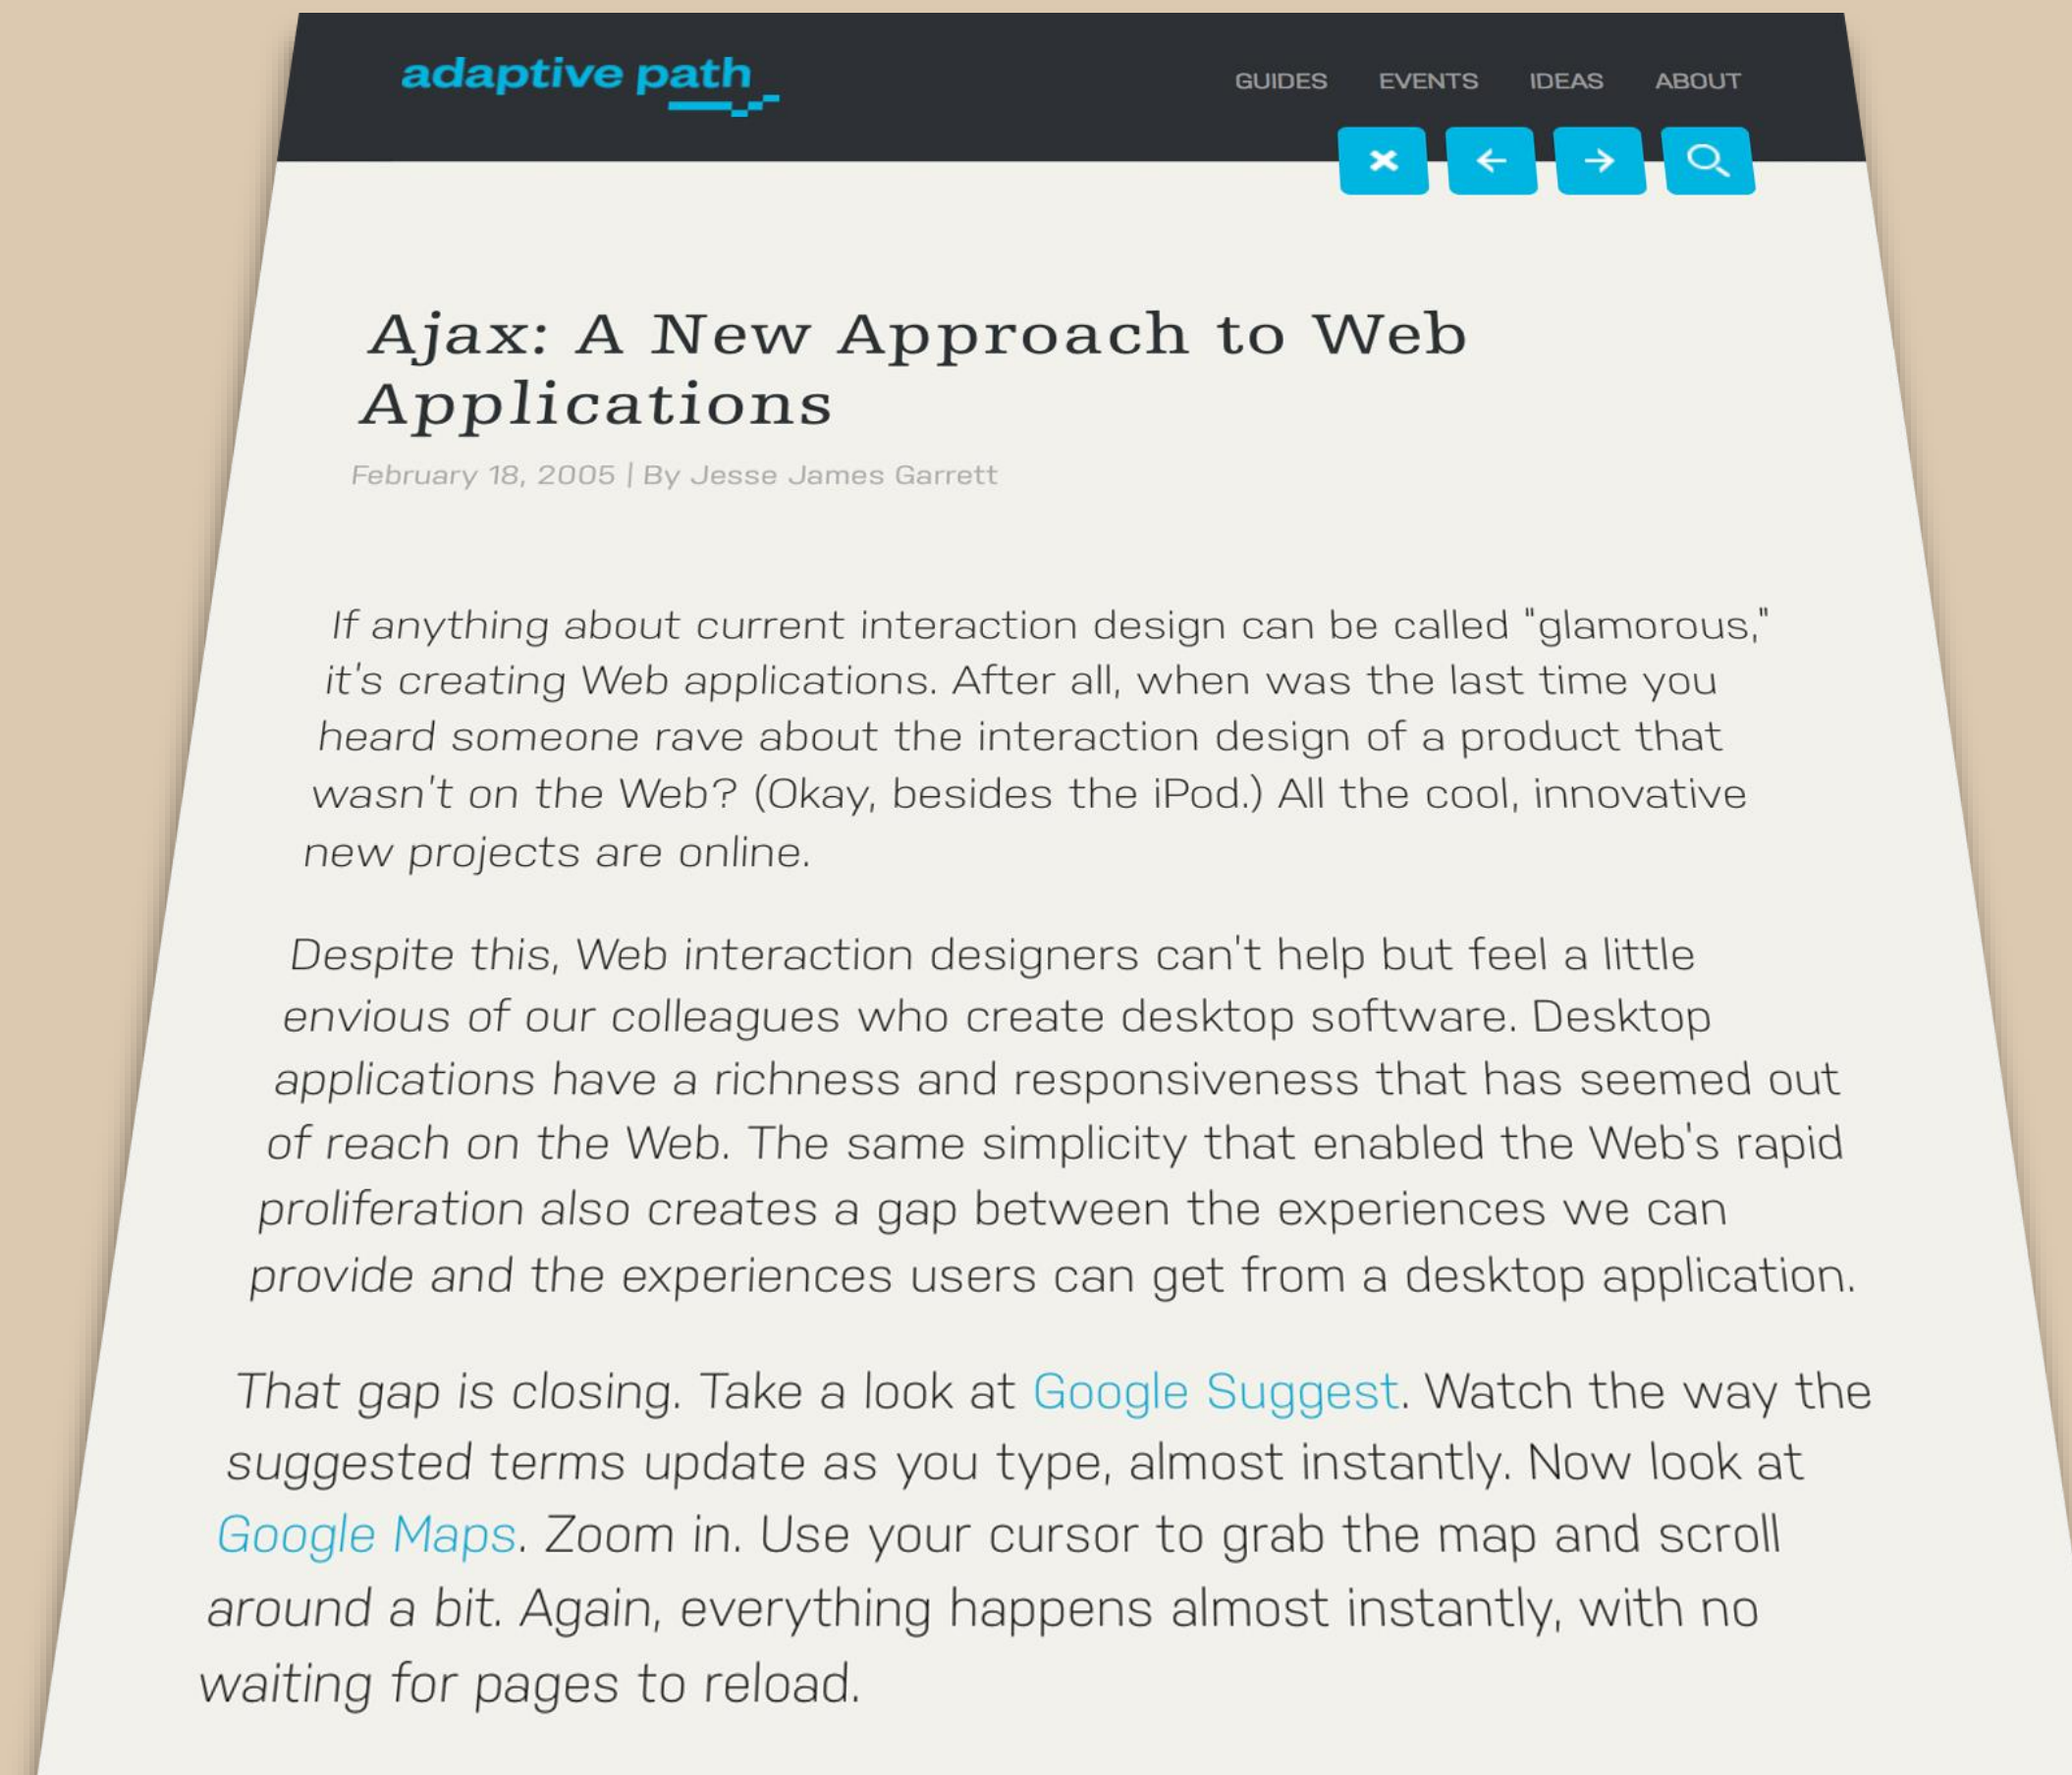 adaptive path
GUIDES EVENTS IDEAS ABOUT
Ajax: A New Approach to Web
Applications
February 18, 2005 | By Jesse James Garrett
If anything about current interaction design can be called "glamorous,"
it's creating Web applications. After all, when was the last time you
heard someone rave about the interaction design of a product that
wasn't on the Web? (Okay, besides the iPod.) All the cool, innovative
new projects are online.
Despite this, Web interaction designers can't help but feel a little
envious of our colleagues who create desktop software. Desktop
applications have a richness and responsiveness that has seemed out
of reach on the Web. The same simplicity that enabled the Web's rapid
proliferation also creates a gap between the experiences we can
provide and the experiences users can get from a desktop application.
That gap is closing. Take a look at Google Suggest. Watch the way the
suggested terms update as you type, almost instantly. Now look at
Google Maps. Zoom in. Use your cursor to grab the map and scroll
around a bit. Again, everything happens almost instantly, with no
waiting for pages to reload.